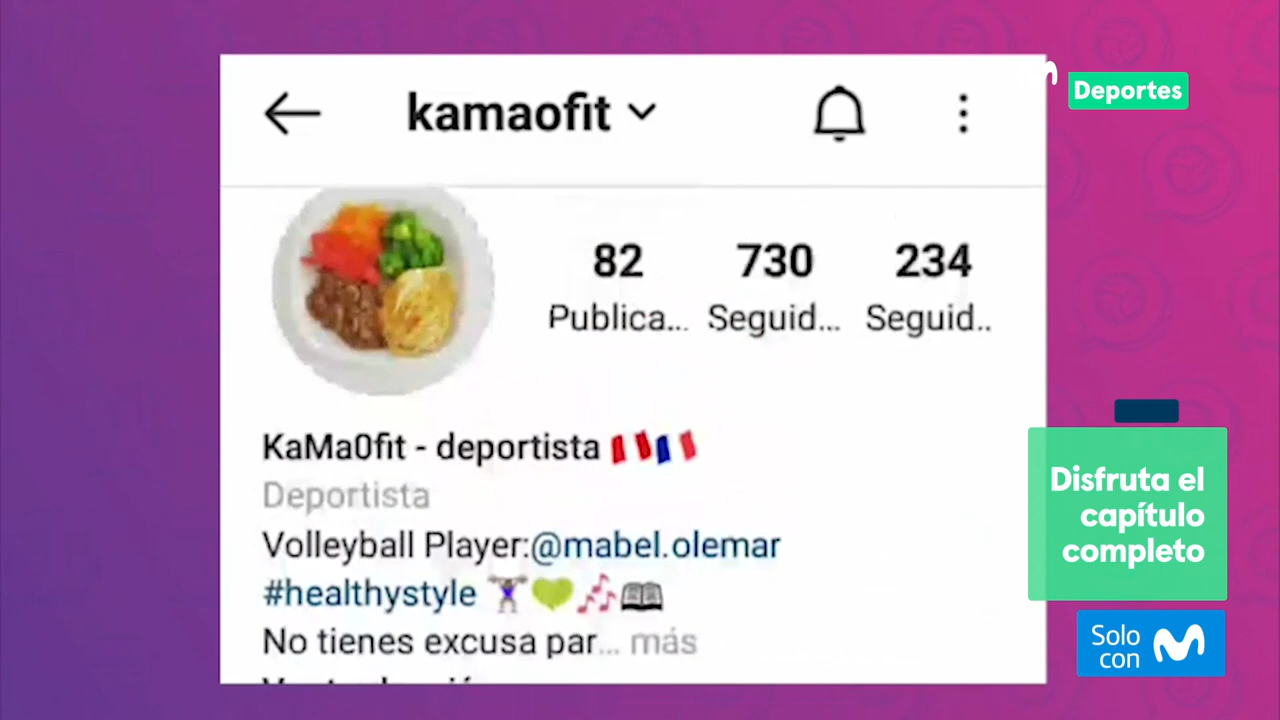 kamaofit
Deportes
82 730 234
Publica... Seguid... Seguid..
KaMa0fit - deportista
Deportista
Volleyball Player:@mabel.olemar
#healthystyle
No tienes excusa par... más
Disfruta el
capítulo
completo
Solo
con